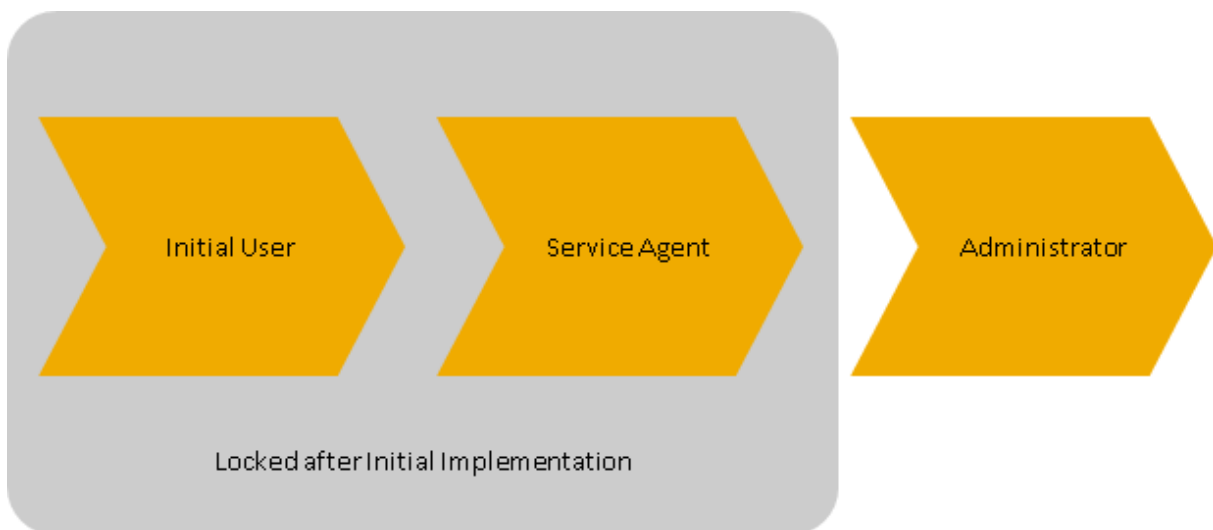 Initial User
Service Agent
Administrator
Locked after Initial Implementation